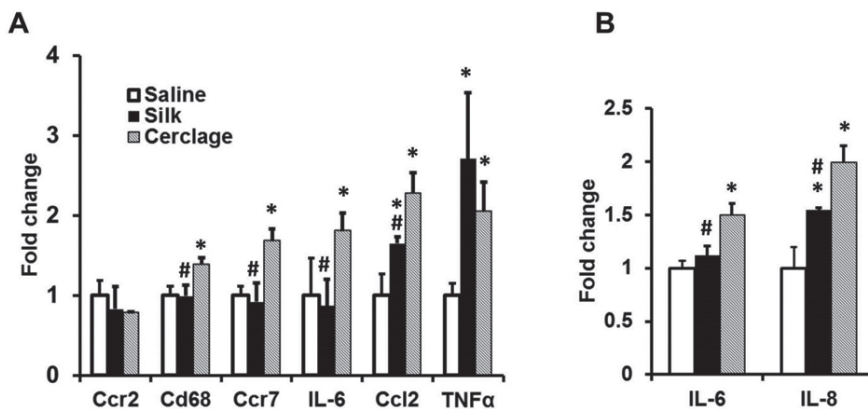 A
Fold change
4
3
2
1
0
Saline
Silk
Cerclage
# *
# *
# *
* # *
* *
Ccr2 Cd68 Ccr7 IL-6 Ccl2 TNFα
B
Fold change
2.5
2
1.5
1
0.5
0
# *
# * *
IL-6 IL-8